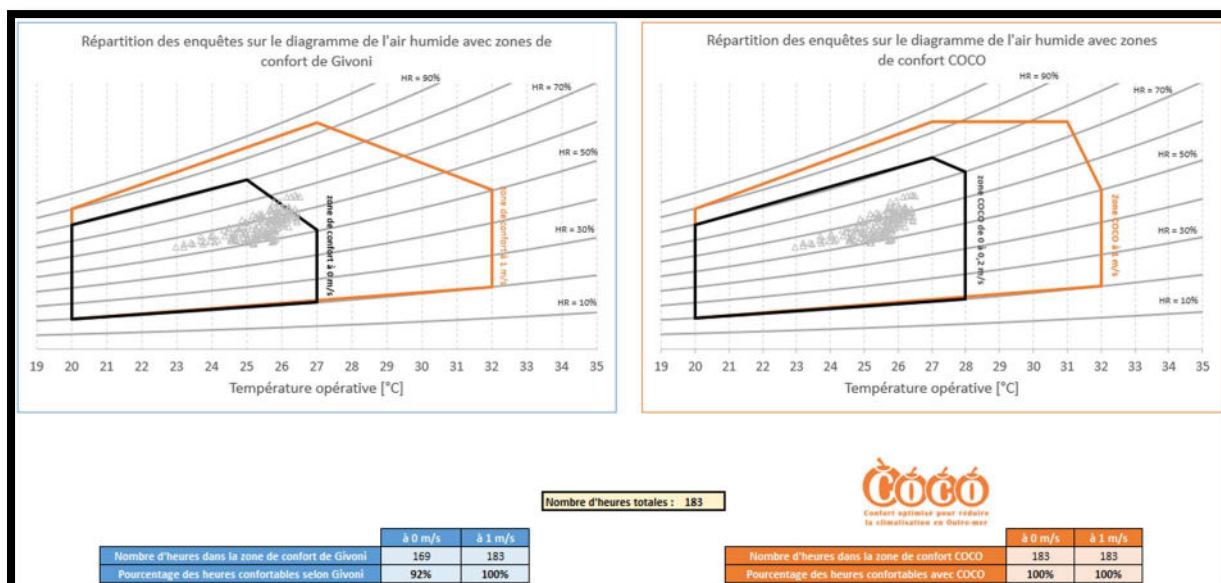 Répartition des enquêtes sur le diagramme de l'air humide avec zones de
confort de Givoni
HR = 90%
HR = 70%
HR = 50%
HR = 30%
HR = 10%
zone de confort à 0 m/s
zone de confort à 1 m/s
19 20 21 22 23 24 25 26 27 28 29 30 31 32 33 34 35
Température opérative [°C]
Répartition des enquêtes sur le diagramme de l'air humide avec zones
de confort COCO
HR = 90%
HR = 70%
HR = 50%
HR = 30%
HR = 10%
zone COCO de 0 à 0,2 m/s
zone COCO à 1 m/s
19 20 21 22 23 24 25 26 27 28 29 30 31 32 33 34 35
Température opérative [°C]
Nombre d'heures totales : 183
COCO
Confort optimisé pour réduire
la climatisation en Outre-mer
à 0 m/s à 1 m/s
Nombre d'heures dans la zone de confort de Givoni 169 183
Pourcentage des heures confortables selon Givoni 92% 100%
à 0 m/s à 1 m/s
Nombre d'heures dans la zone de confort COCO 183 183
Pourcentage des heures confortables avec COCO 100% 100%